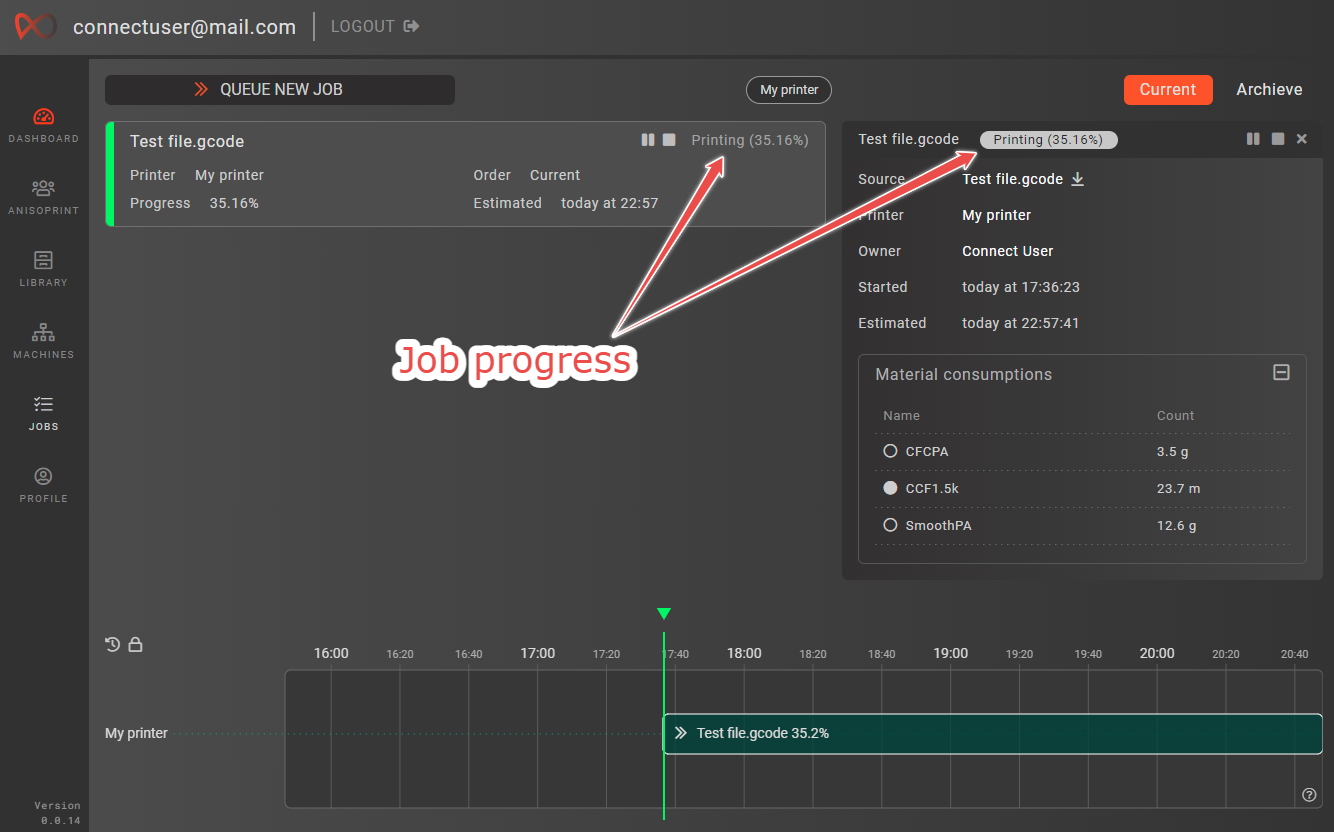 connectuser@mail.com LOGOUT
QUEUE NEW JOB My printer Current Archieve
DASHBOARD
ANISOPRINT
LIBRARY
MACHINES
JOBS
PROFILE
Version
0.0.14
Test file.gcode Printing (35.16%)
Printer My printer Order Current
Progress 35.16% Estimated today at 22:57
Job progress
Test file.gcode Printing (35.16%)
Source Test file.gcode
Printer My printer
Owner Connect User
Started today at 17:36:23
Estimated today at 22:57:41
Material consumptions
Name Count
CFCPA 3.5 g
CCF1.5k 23.7 m
SmoothPA 12.6 g
16:00 16:20 16:40 17:00 17:20 17:40 18:00 18:20 18:40 19:00 19:20 19:40 20:00 20:20 20:40
My printer Test file.gcode 35.2%